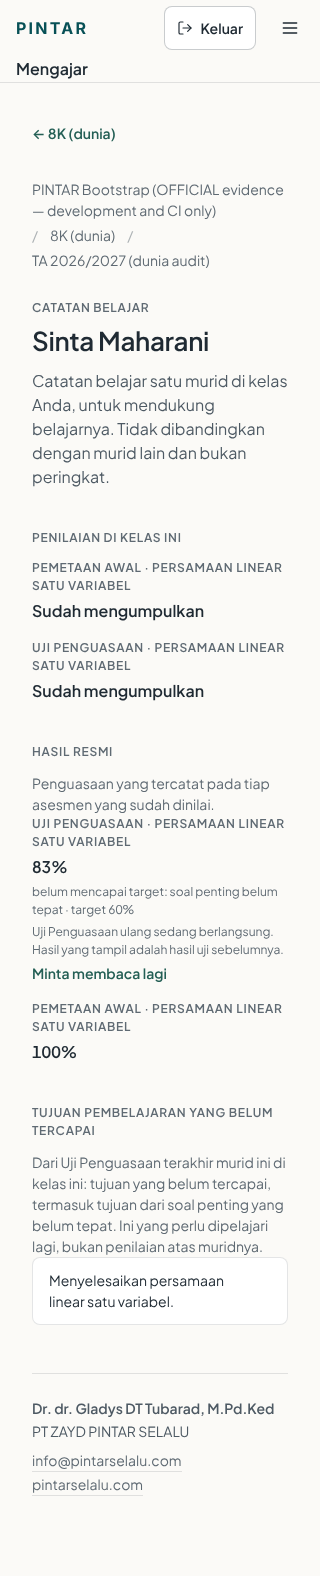 PINTAR
Keluar
Mengajar
← 8K (dunia)
PINTAR Bootstrap (OFFICIAL evidence
— development and CI only)
/ 8K (dunia) /
TA 2026/2027 (dunia audit)
CATATAN BELAJAR
Sinta Maharani
Catatan belajar satu murid di kelas
Anda, untuk mendukung
belajarnya. Tidak dibandingkan
dengan murid lain dan bukan
peringkat.
PENILAIAN DI KELAS INI
PEMETAAN AWAL · PERSAMAAN LINEAR
SATU VARIABEL
Sudah mengumpulkan
UJI PENGUASAAN · PERSAMAAN LINEAR
SATU VARIABEL
Sudah mengumpulkan
HASIL RESMI
Penguasaan yang tercatat pada tiap
asesmen yang sudah dinilai.
UJI PENGUASAAN · PERSAMAAN LINEAR
SATU VARIABEL
83%
belum mencapai target: soal penting belum
tepat · target 60%
Uji Penguasaan ulang sedang berlangsung.
Hasil yang tampil adalah hasil uji sebelumnya.
Minta membaca lagi
PEMETAAN AWAL · PERSAMAAN LINEAR
SATU VARIABEL
100%
TUJUAN PEMBELAJARAN YANG BELUM
TERCAPAI
Dari Uji Penguasaan terakhir murid ini di
kelas ini: tujuan yang belum tercapai,
termasuk tujuan dari soal penting yang
belum tepat. Ini yang perlu dipelajari
lagi, bukan penilaian atas muridnya.
Menyelesaikan persamaan
linear satu variabel.
Dr. dr. Gladys DT Tubarad, M.Pd.Ked
PT ZAYD PINTAR SELALU
info@pintarselalu.com
pintarselalu.com